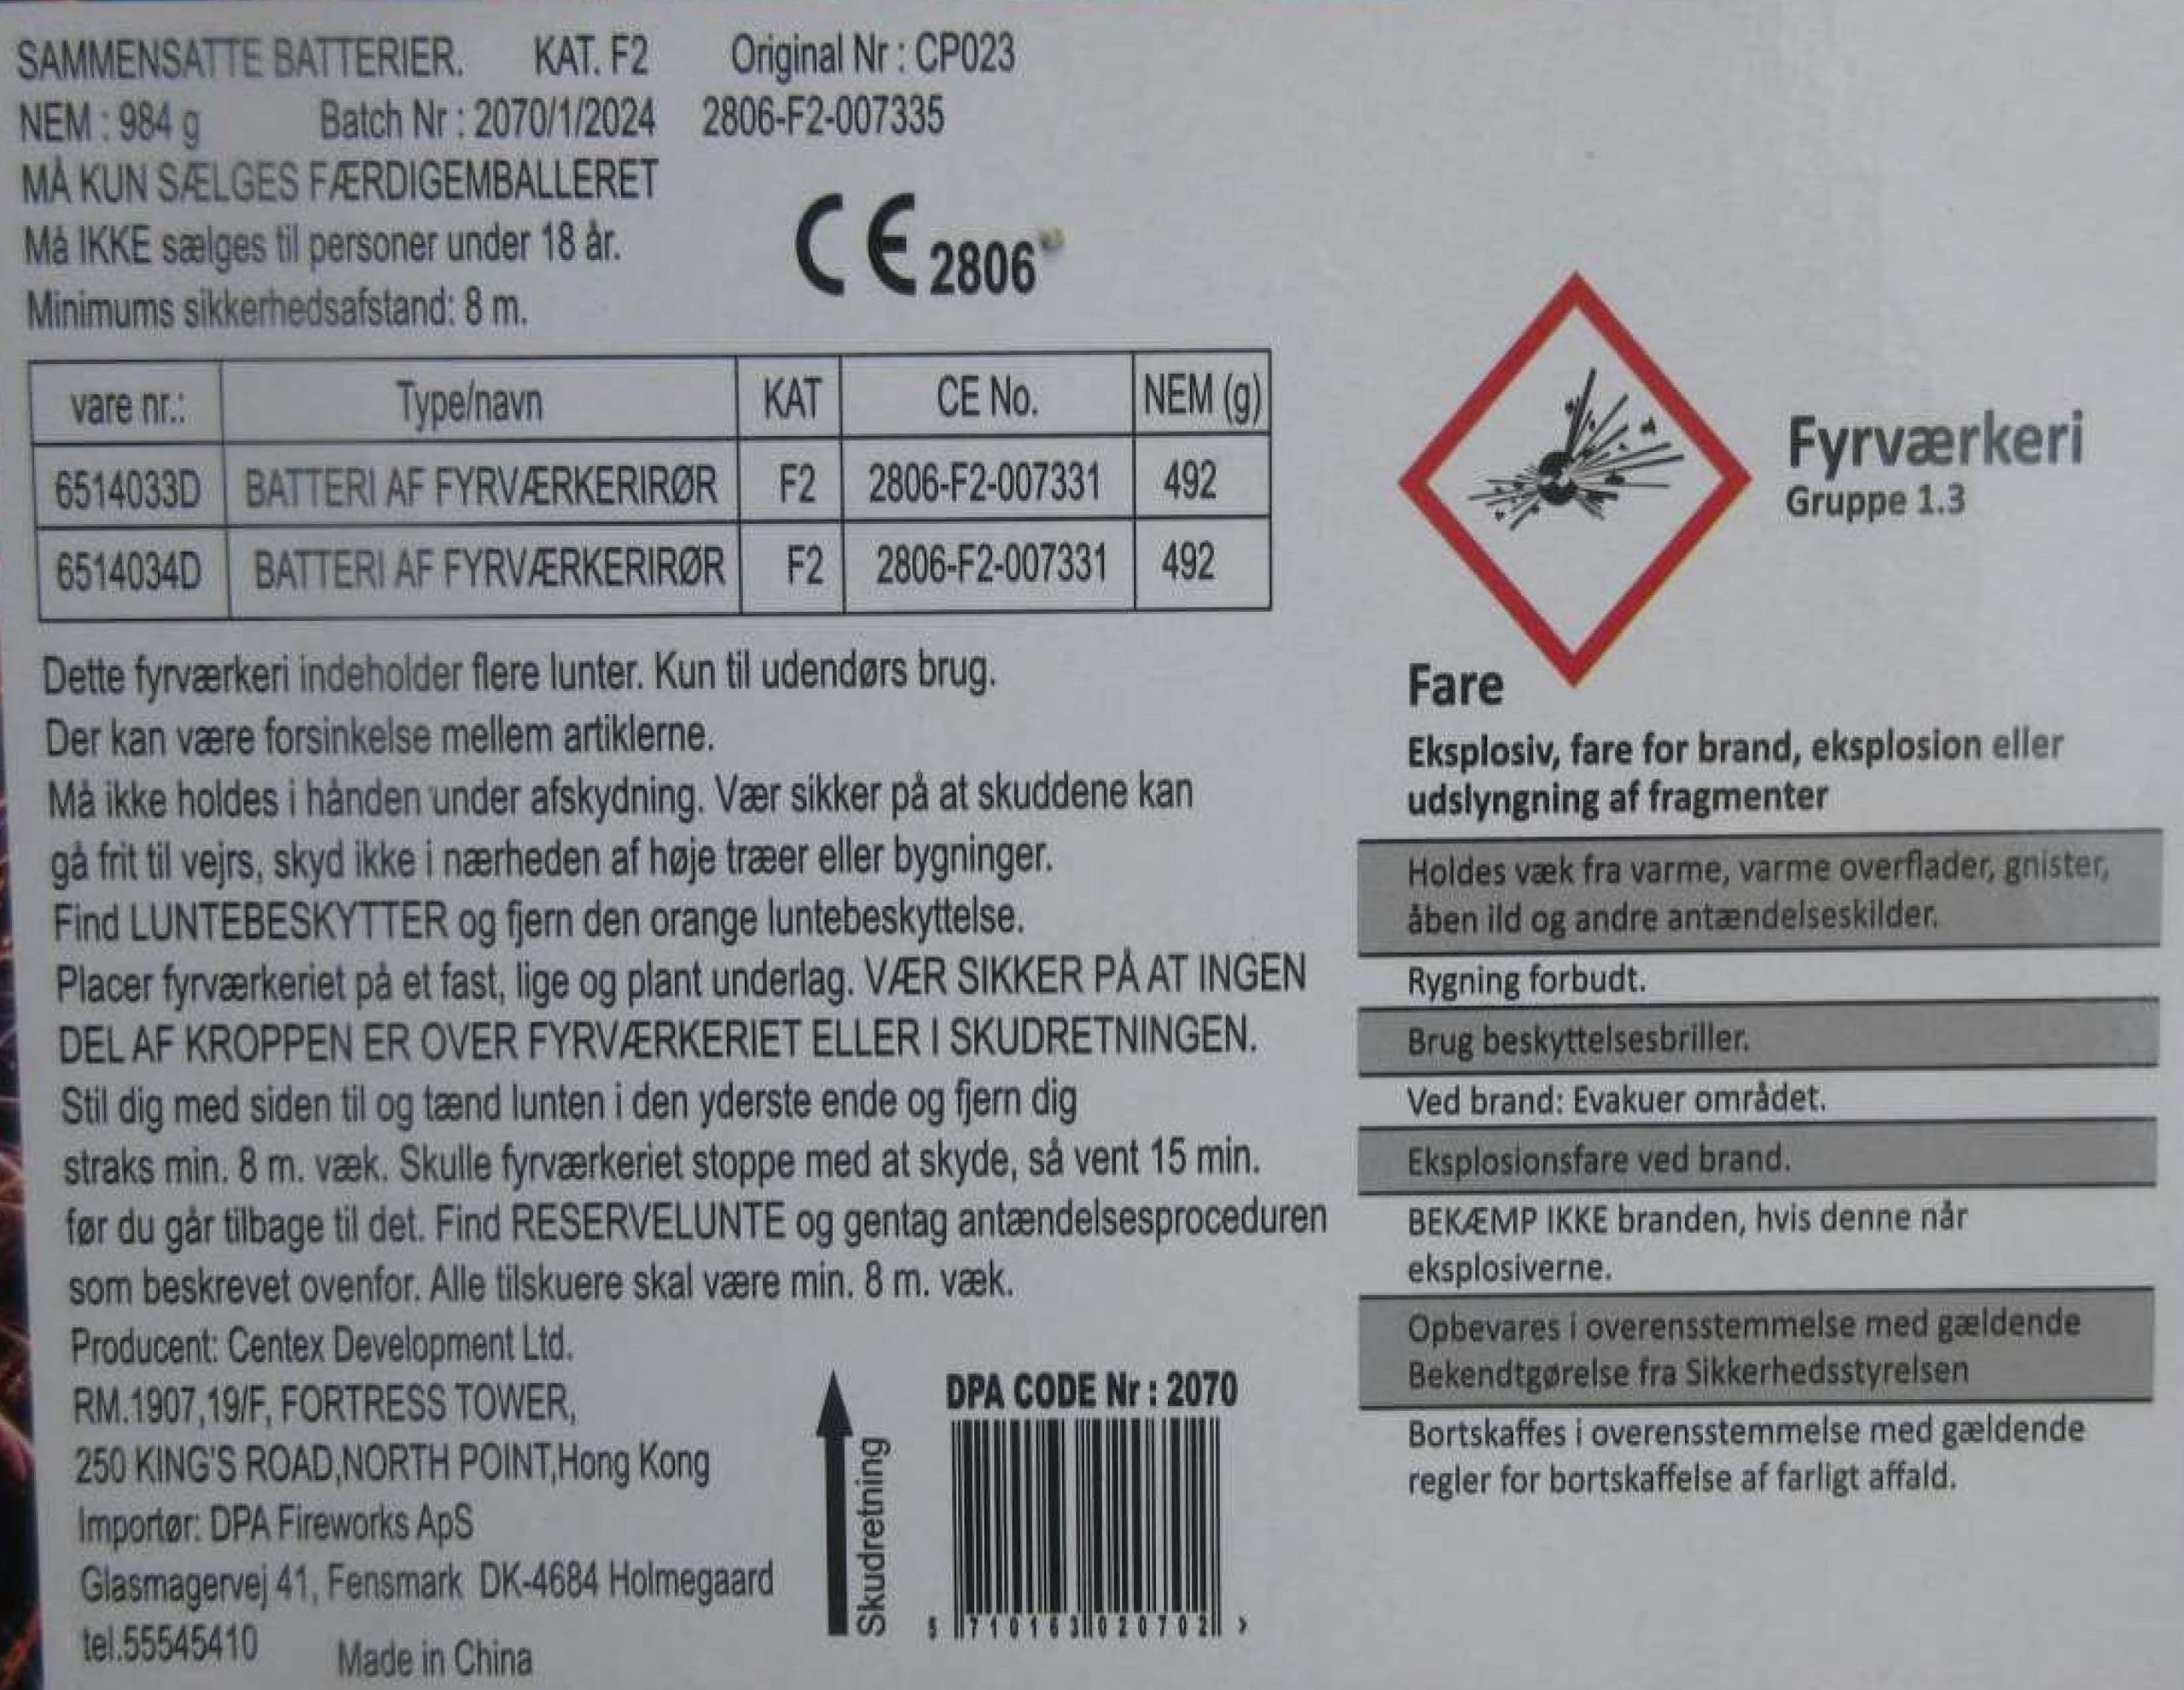 SAMMENSATTE BATTERIER. KAT. F2 Original Nr : CP023
NEM : 984 g Batch Nr : 2070/1/2024 2806-F2-007335
MÅ KUN SÆLGES FÆRDIGEMBALLERET
Må IKKE sælges til personer under 18 år.
Minimums sikkerhedsafstand: 8 m.
CE 2806
vare nr.: Type/navn KAT CE No. NEM (g)
6514033D BATTERI AF FYRVÆRKERIRØR F2 2806-F2-007331 492
6514034D BATTERI AF FYRVÆRKERIRØR F2 2806-F2-007331 492
Dette fyrværkeri indeholder flere lunter. Kun til udendørs brug.
Der kan være forsinkelse mellem artiklerne.
Må ikke holdes i hånden under afskydning. Vær sikker på at skuddene kan
gå frit til vejrs, skyd ikke i nærheden af høje træer eller bygninger.
Find LUNTEBESKYTTER og fjern den orange luntebeskyttelse.
Placer fyrværkeriet på et fast, lige og plant underlag. VÆR SIKKER PÅ AT INGEN
DEL AF KROPPEN ER OVER FYRVÆRKERIET ELLER I SKUDRETNINGEN.
Stil dig med siden til og tænd lunten i den yderste ende og fjern dig
straks min. 8 m. væk. Skulle fyrværkeriet stoppe med at skyde, så vent 15 min.
før du går tilbage til det. Find RESERVELUNTE og gentag antændelsesproceduren
som beskrevet ovenfor. Alle tilskuere skal være min. 8 m. væk.
Producent: Centex Development Ltd.
RM.1907,19/F, FORTRESS TOWER,
250 KING'S ROAD,NORTH POINT,Hong Kong
Importør: DPA Fireworks ApS
Glasmagervej 41, Fensmark DK-4684 Holmegaard
tel.55545410 Made in China
Skudretning
DPA CODE Nr : 2070
5 710163 020702 >
Fyrværkeri
Gruppe 1.3
Fare
Eksplosiv, fare for brand, eksplosion eller
udslyngning af fragmenter
Holdes væk fra varme, varme overflader, gnister,
åben ild og andre antændelseskilder.
Rygning forbudt.
Brug beskyttelsesbriller.
Ved brand: Evakuer området.
Eksplosionsfare ved brand.
BEKÆMP IKKE branden, hvis denne når
eksplosiverne.
Opbevares i overensstemmelse med gældende
Bekendtgørelse fra Sikkerhedsstyrelsen
Bortskaffes i overensstemmelse med gældende
regler for bortskaffelse af farligt affald.